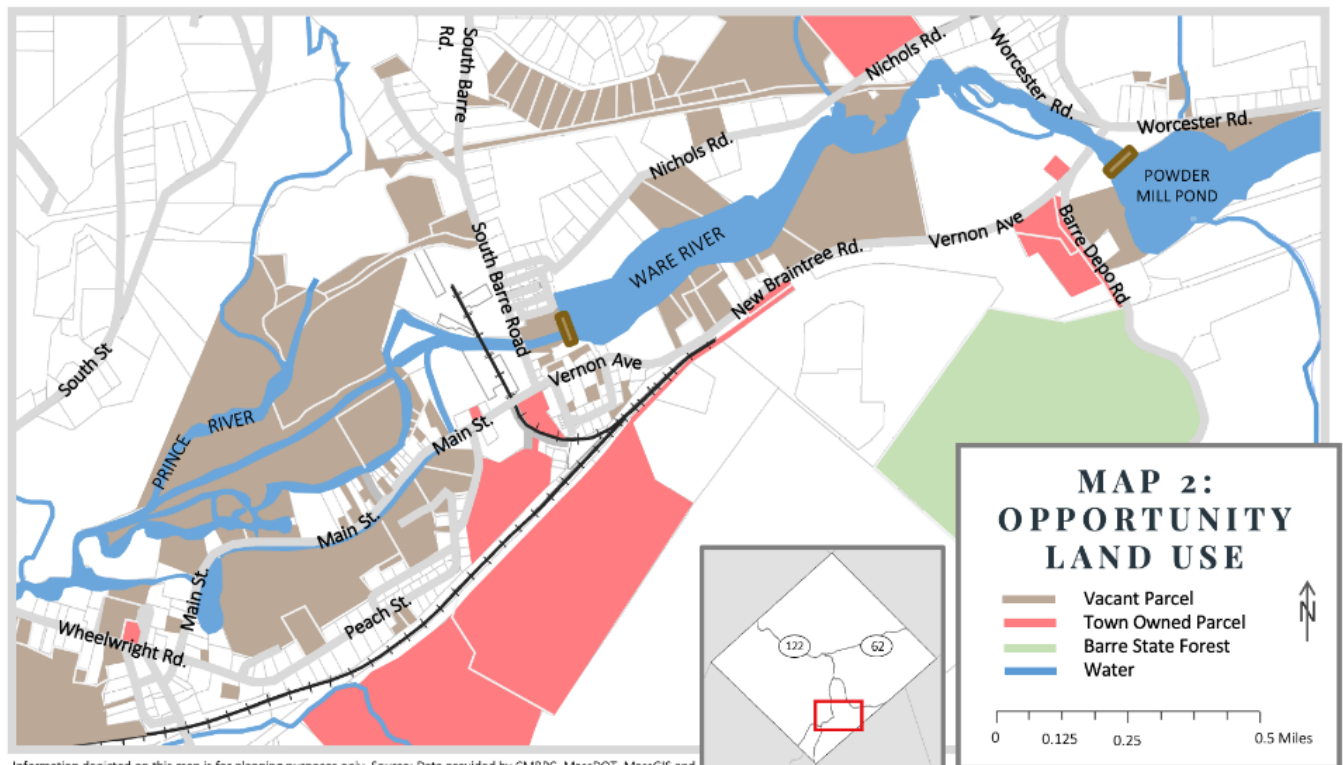 South Barre
Rd.
Nichols Rd.
Worcester
Rd.
Worcester Rd.
Nichols Rd.
POWDER
MILL POND
South Barre Road
WARE RIVER
Vernon Ave
Barre Depo Rd
New Braintree Rd.
South St
Vernon Ave
PRINCE
RIVER
Main St.
Main St.
Main St.
Peach St.
Wheelwright Rd.
122
62
MAP 2:
OPPORTUNITY
LAND USE
Vacant Parcel
Town Owned Parcel
Barre State Forest
Water
N
0
0.125
0.25
0.5 Miles
Information depicted on this map is for planning purposes only. Source: Data provided by CMRPC, MassDOT, MassGIS and